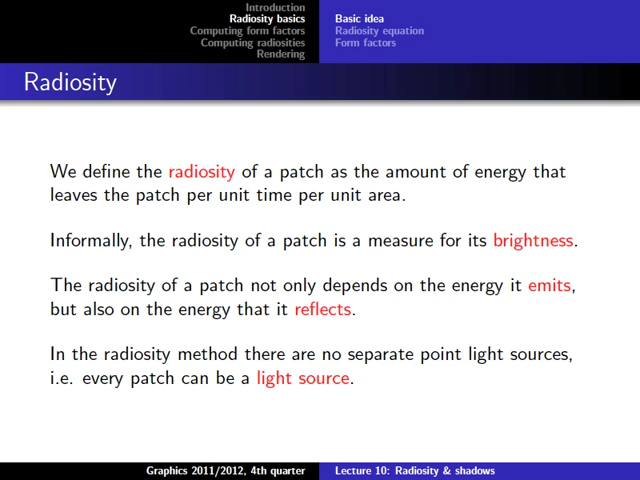 Introduction
Radiosity basics
Computing form factors
Computing radiosities
Rendering
Basic idea
Radiosity equation
Form factors
Radiosity
We define the radiosity of a patch as the amount of energy that
leaves the patch per unit time per unit area.
Informally, the radiosity of a patch is a measure for its brightness.
The radiosity of a patch not only depends on the energy it emits,
but also on the energy that it reflects.
In the radiosity method there are no separate point light sources,
i.e. every patch can be a light source.
Graphics 2011/2012, 4th quarter
Lecture 10: Radiosity & shadows